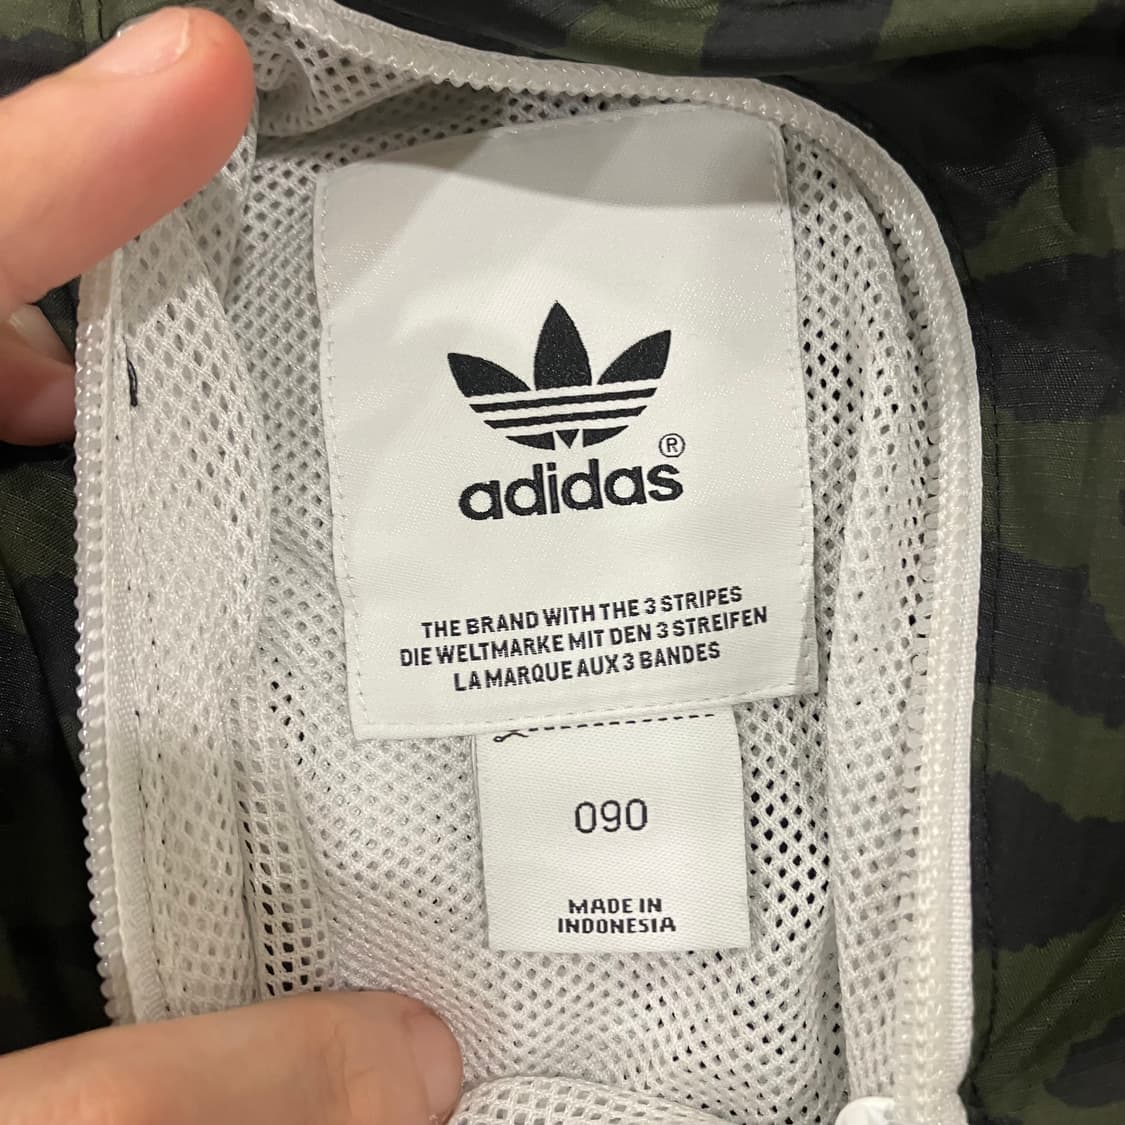 adidas®
THE BRAND WITH THE 3 STRIPES
DIE WELTMARKE MIT DEN 3 STREIFEN
LA MARQUE AUX 3 BANDES
090
MADE IN
INDONESIA